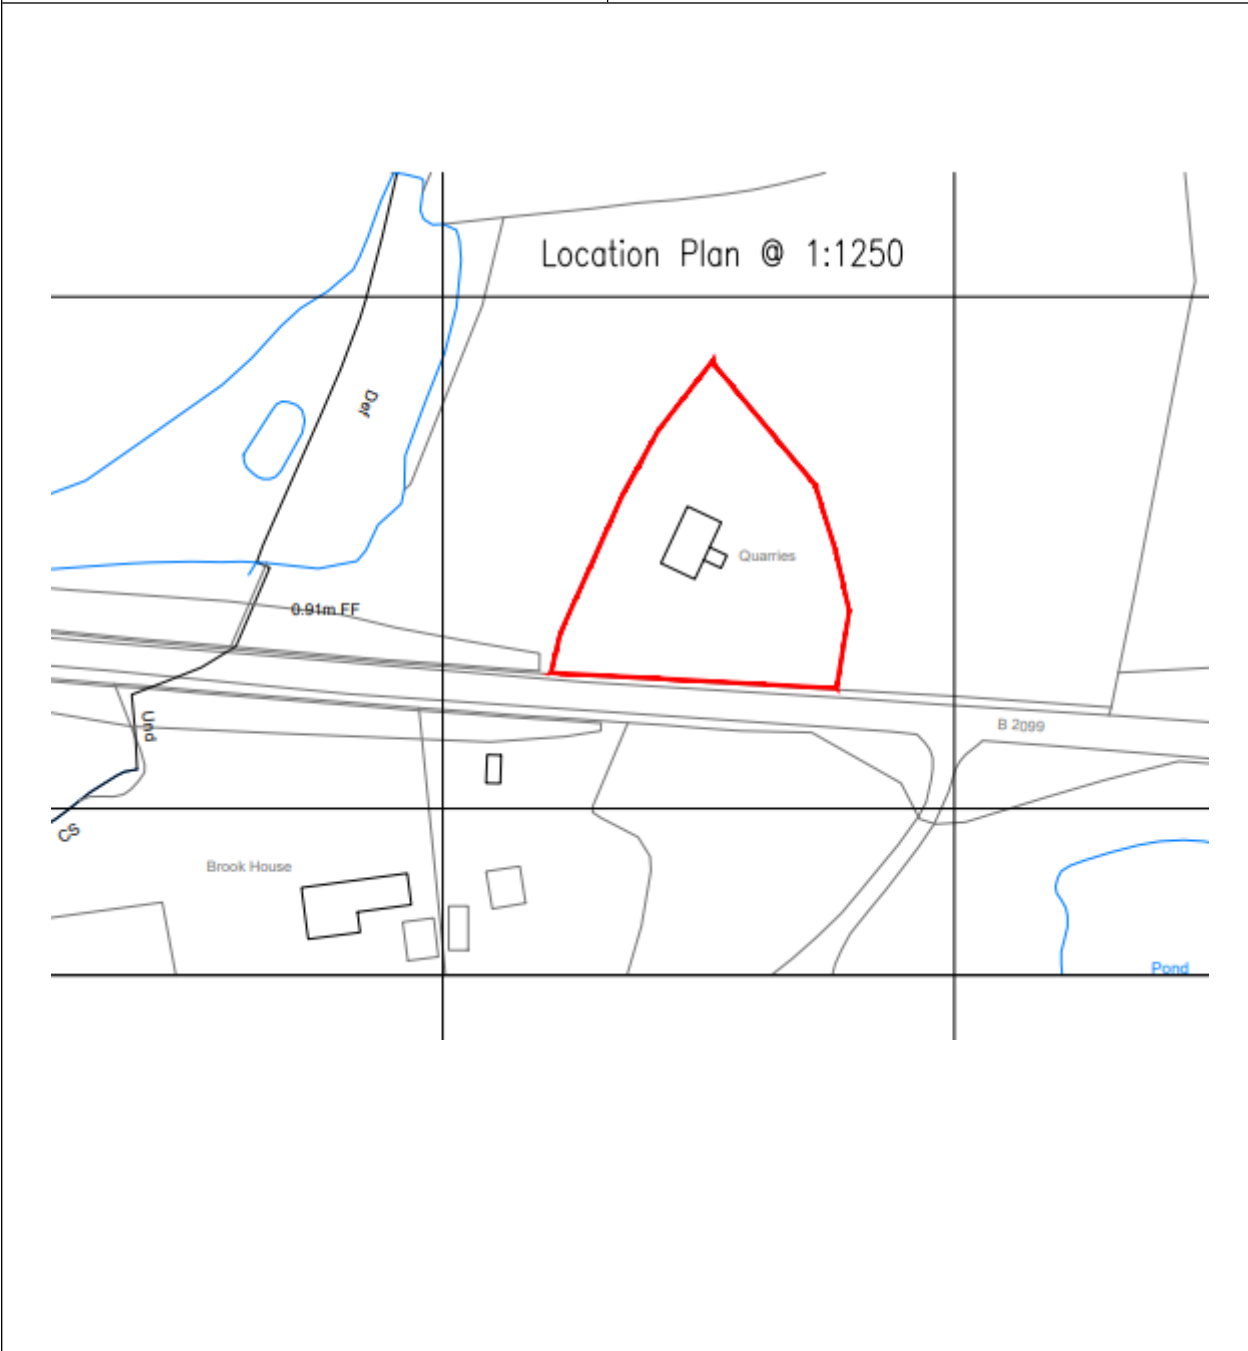 Location Plan @ 1:1250
Def
Quarries
0.91m FF
Und
B 2099
CS
Brook House
Pond